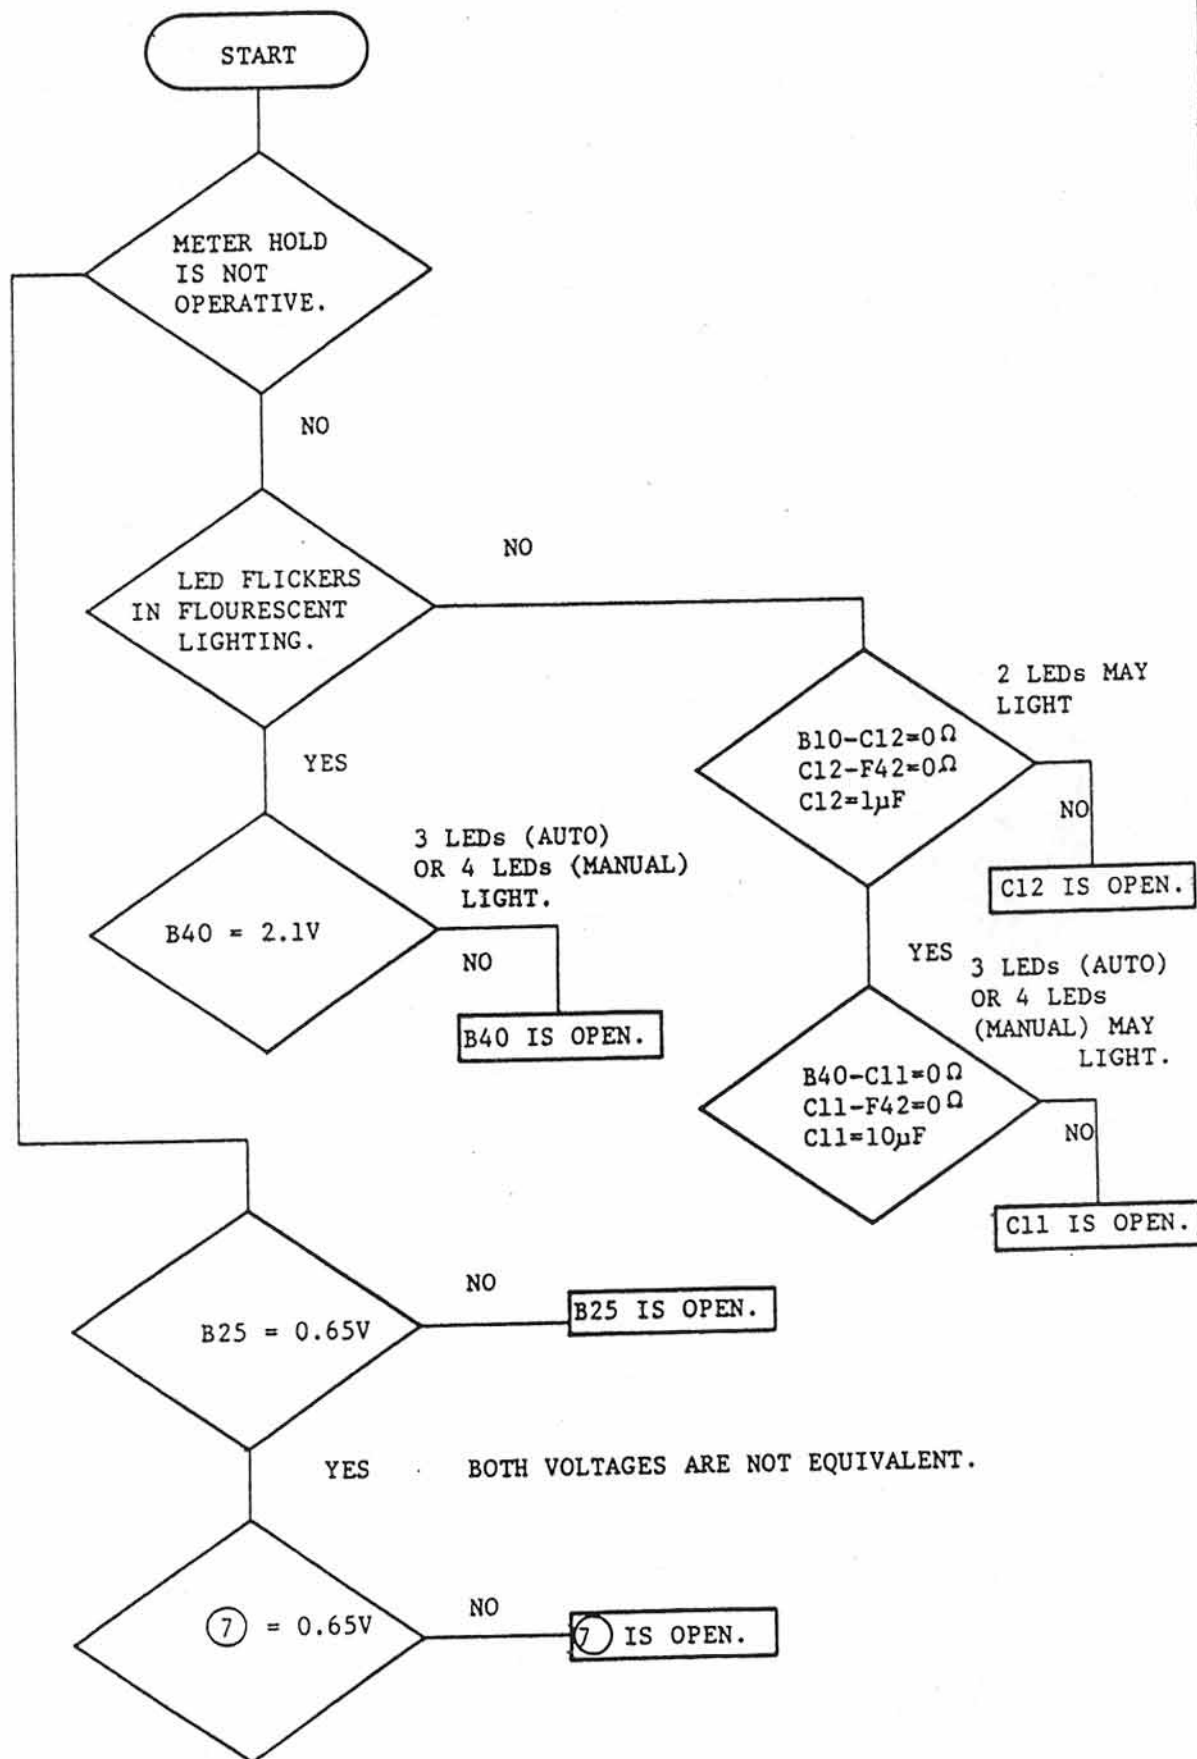 START
METER HOLD
IS NOT
OPERATIVE.
NO
LED FLICKERS
IN FLOURESCENT
LIGHTING.
NO
YES
B40 = 2.1V
3 LEDs (AUTO)
OR 4 LEDs (MANUAL)
LIGHT.
NO
B40 IS OPEN.
2 LEDs MAY
LIGHT
B10-C12=0Ω
C12-F42=0Ω
C12=1µF
NO
C12 IS OPEN.
YES
3 LEDs (AUTO)
OR 4 LEDs
(MANUAL) MAY
LIGHT.
B40-C11=0Ω
C11-F42=0Ω
C11=10µF
NO
C11 IS OPEN.
B25 = 0.65V
NO
B25 IS OPEN.
YES
BOTH VOLTAGES ARE NOT EQUIVALENT.
⑦ = 0.65V
NO
⑦ IS OPEN.